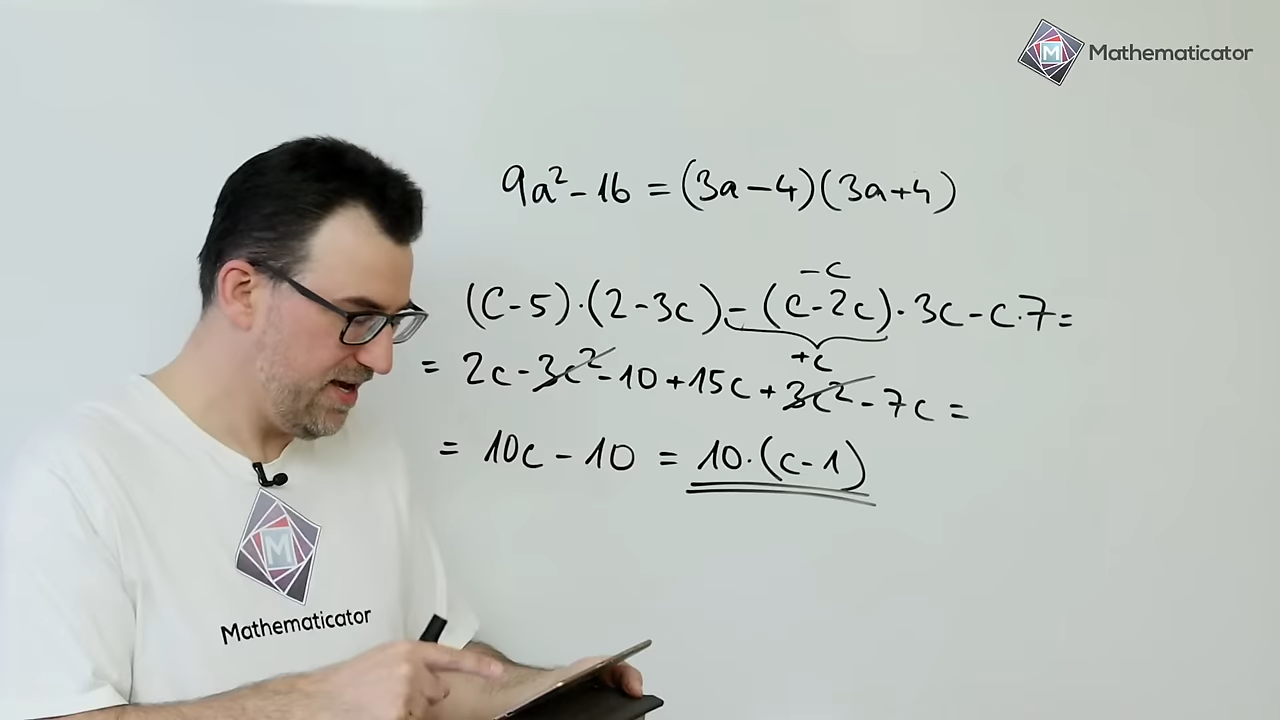 Mathematicator
9a²-16=(3a-4)(3a+4)
-c
(c-5)·(2-3c)-(c-2c)·3c-c·7=
+c
=2c-3c²-10+15c+3c²-7c=
=10c-10=10·(c-1)
M
Mathematicator